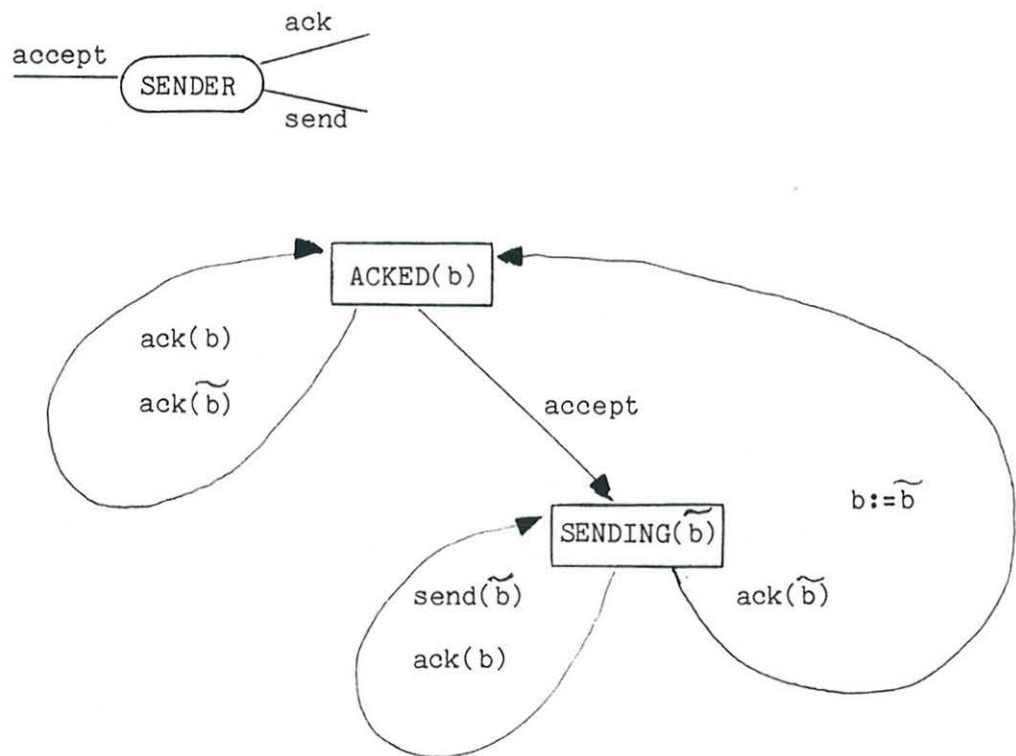 ack
accept
SENDER
send
ACKED(b)
ack(b)
ack(b̃)
accept
b:=b̃
SENDING(b̃)
send(b̃)
ack(b̃)
ack(b)